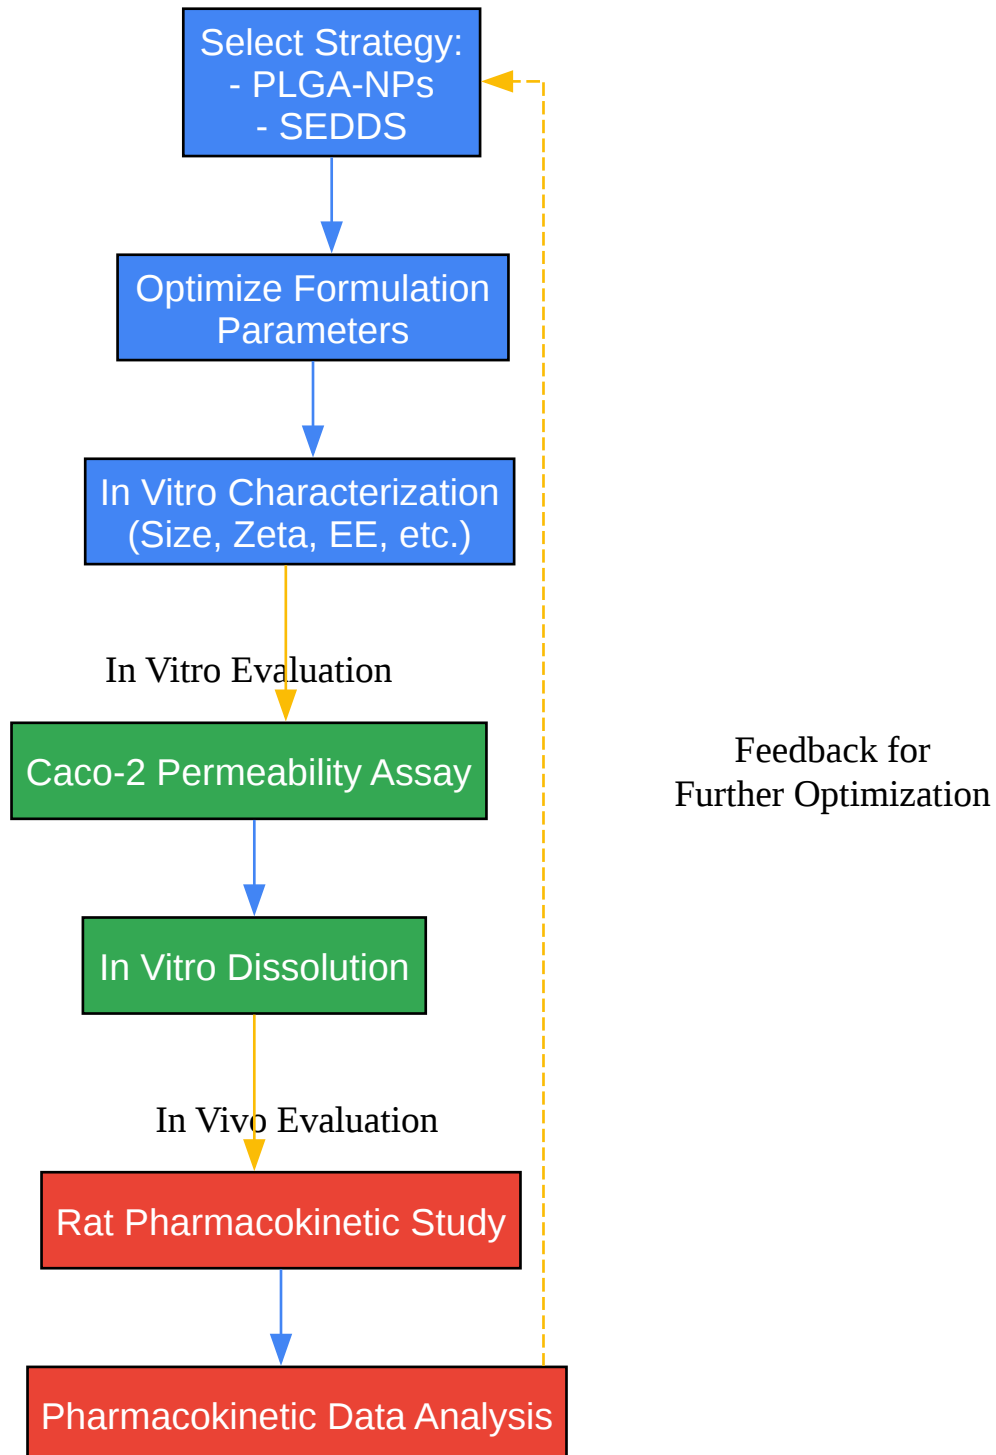 Select Strategy:
- PLGA-NPs
- SEDDS
Optimize Formulation
Parameters
In Vitro Characterization
(Size, Zeta, EE, etc.)
In Vitro Evaluation
Caco-2 Permeability Assay
Feedback for
Further Optimization
In Vitro Dissolution
In Vivo Evaluation
Rat Pharmacokinetic Study
Pharmacokinetic Data Analysis